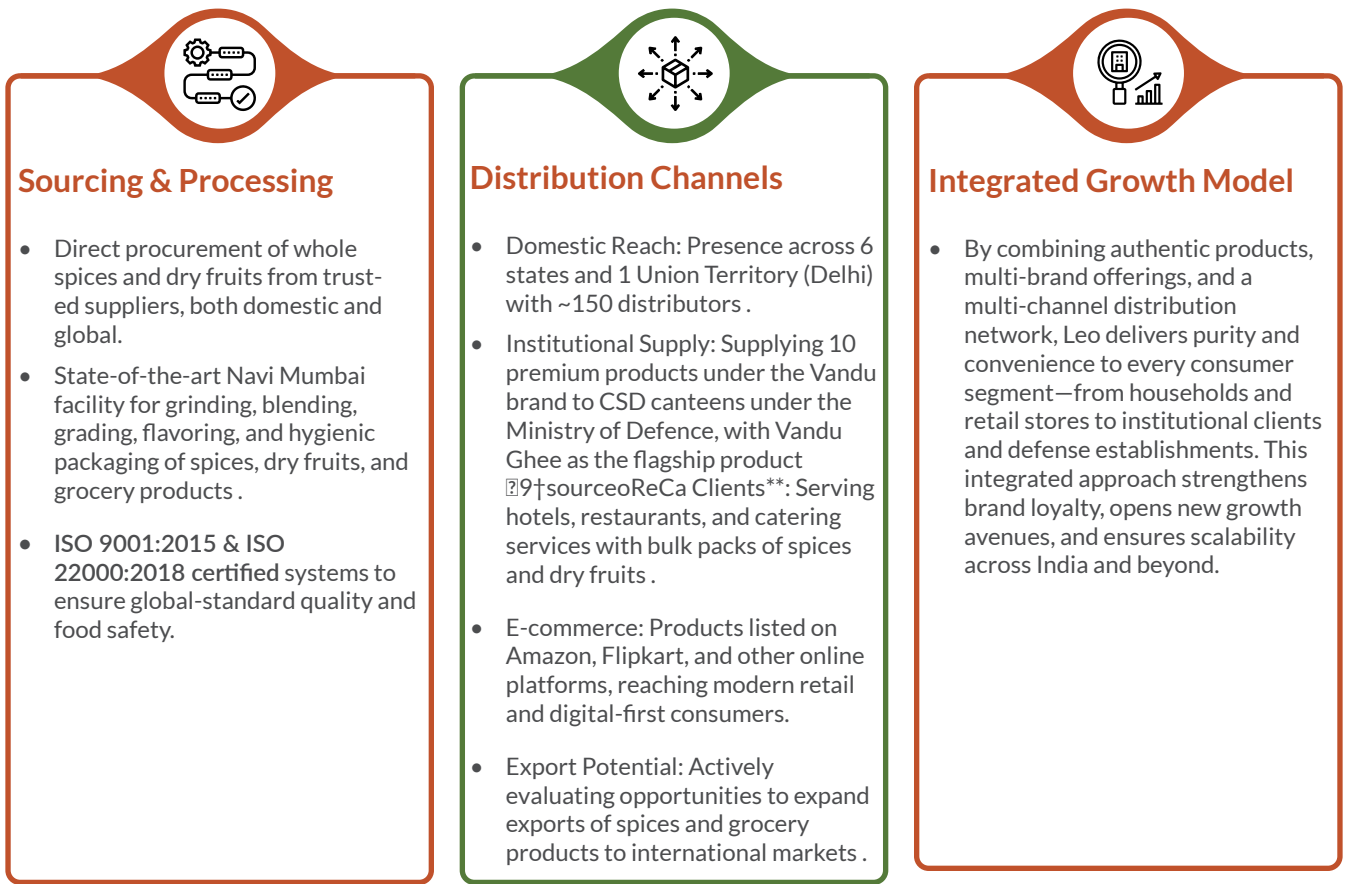 Sourcing & Processing
● Direct procurement of whole
spices and dry fruits from trust-
ed suppliers, both domestic and
global.
● State-of-the-art Navi Mumbai
facility for grinding, blending,
grading, flavoring, and hygienic
packaging of spices, dry fruits, and
grocery products .
● ISO 9001:2015 & ISO
22000:2018 certified systems to
ensure global-standard quality and
food safety.
Distribution Channels
● Domestic Reach: Presence across 6
states and 1 Union Territory (Delhi)
with ~150 distributors .
● Institutional Supply: Supplying 10
premium products under the Vandu
brand to CSD canteens under the
Ministry of Defence, with Vandu
Ghee as the flagship product
⍰9†sourceoReCa Clients**: Serving
hotels, restaurants, and catering
services with bulk packs of spices
and dry fruits .
● E-commerce: Products listed on
Amazon, Flipkart, and other online
platforms, reaching modern retail
and digital-first consumers.
● Export Potential: Actively
evaluating opportunities to expand
exports of spices and grocery
products to international markets .
Integrated Growth Model
● By combining authentic products,
multi-brand offerings, and a
multi-channel distribution
network, Leo delivers purity and
convenience to every consumer
segment—from households and
retail stores to institutional clients
and defense establishments. This
integrated approach strengthens
brand loyalty, opens new growth
avenues, and ensures scalability
across India and beyond.